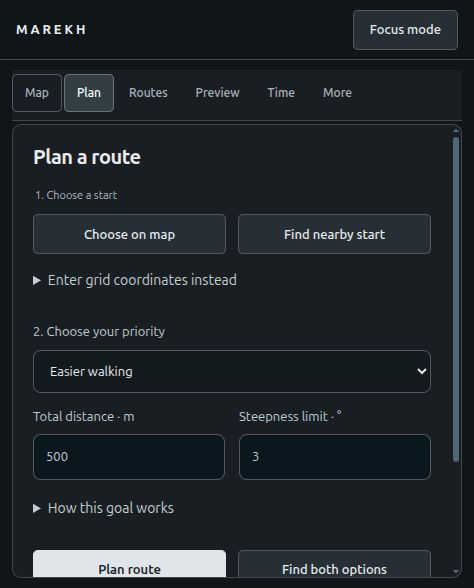 MAREKH
Focus mode
Map Plan Routes Preview Time More
Plan a route
1. Choose a start
Choose on map Find nearby start
Enter grid coordinates instead
2. Choose your priority
Easier walking
Total distance · m Steepness limit · °
500 3
How this goal works
Plan route Find both options